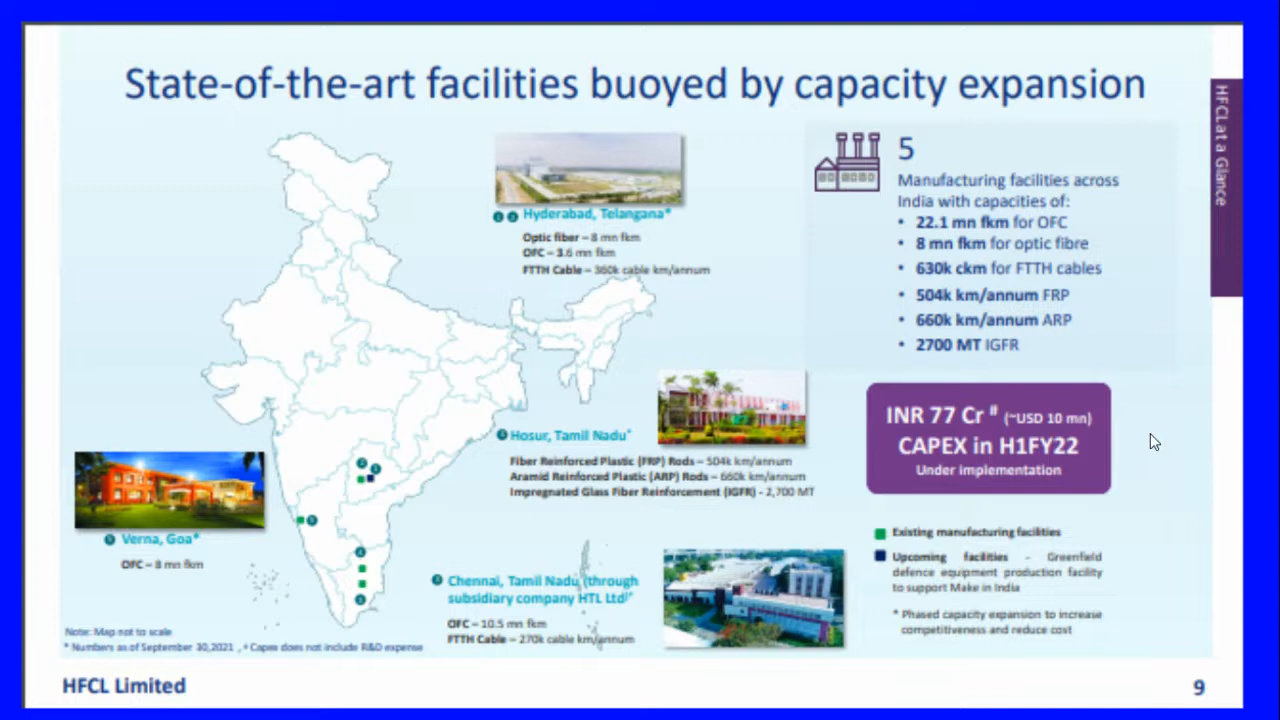 State-of-the-art facilities buoyed by capacity expansion
HFCL at a Glance
Hyderabad, Telangana*
Optic fiber – 8 mn fkm
OFC – 3.6 mn fkm
FTTH Cable – 360k cable km/annum
5
Manufacturing facilities across
India with capacities of:
• 22.1 mn fkm for OFC
• 8 mn fkm for optic fibre
• 630k ckm for FTTH cables
• 504k km/annum FRP
• 660k km/annum ARP
• 2700 MT IGFR
Hosur, Tamil Nadu*
Fiber Reinforced Plastic (FRP) Rods – 504k km/annum
Aramid Reinforced Plastic (ARP) Rods – 660k km/annum
Impregnated Glass Fiber Reinforcement (IGFR) - 2,700 MT
INR 77 Cr # (~USD 10 mn)
CAPEX in H1FY22
Under implementation
Verna, Goa*
OFC – 8 mn fkm
Chennai, Tamil Nadu (through
subsidiary company HTL Ltd)*
OFC – 10.5 mn fkm
FTTH Cable – 270k cable km/annum
Existing manufacturing facilities
Upcoming facilities - Greenfield
defence equipment production facility
to support Make in India
* Phased capacity expansion to increase
competitiveness and reduce cost
Note: Map not to scale
* Numbers as of September 30,2021 , # Capex does not include R&D expense
HFCL Limited
9